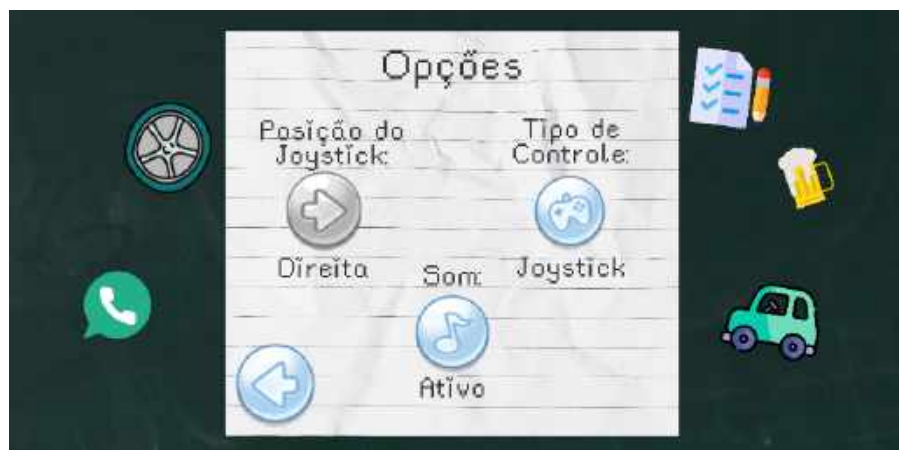 Opções
Posição do
Joystick:
Tipo de
Controle:
Direita
Joystick
Som:
Ativo